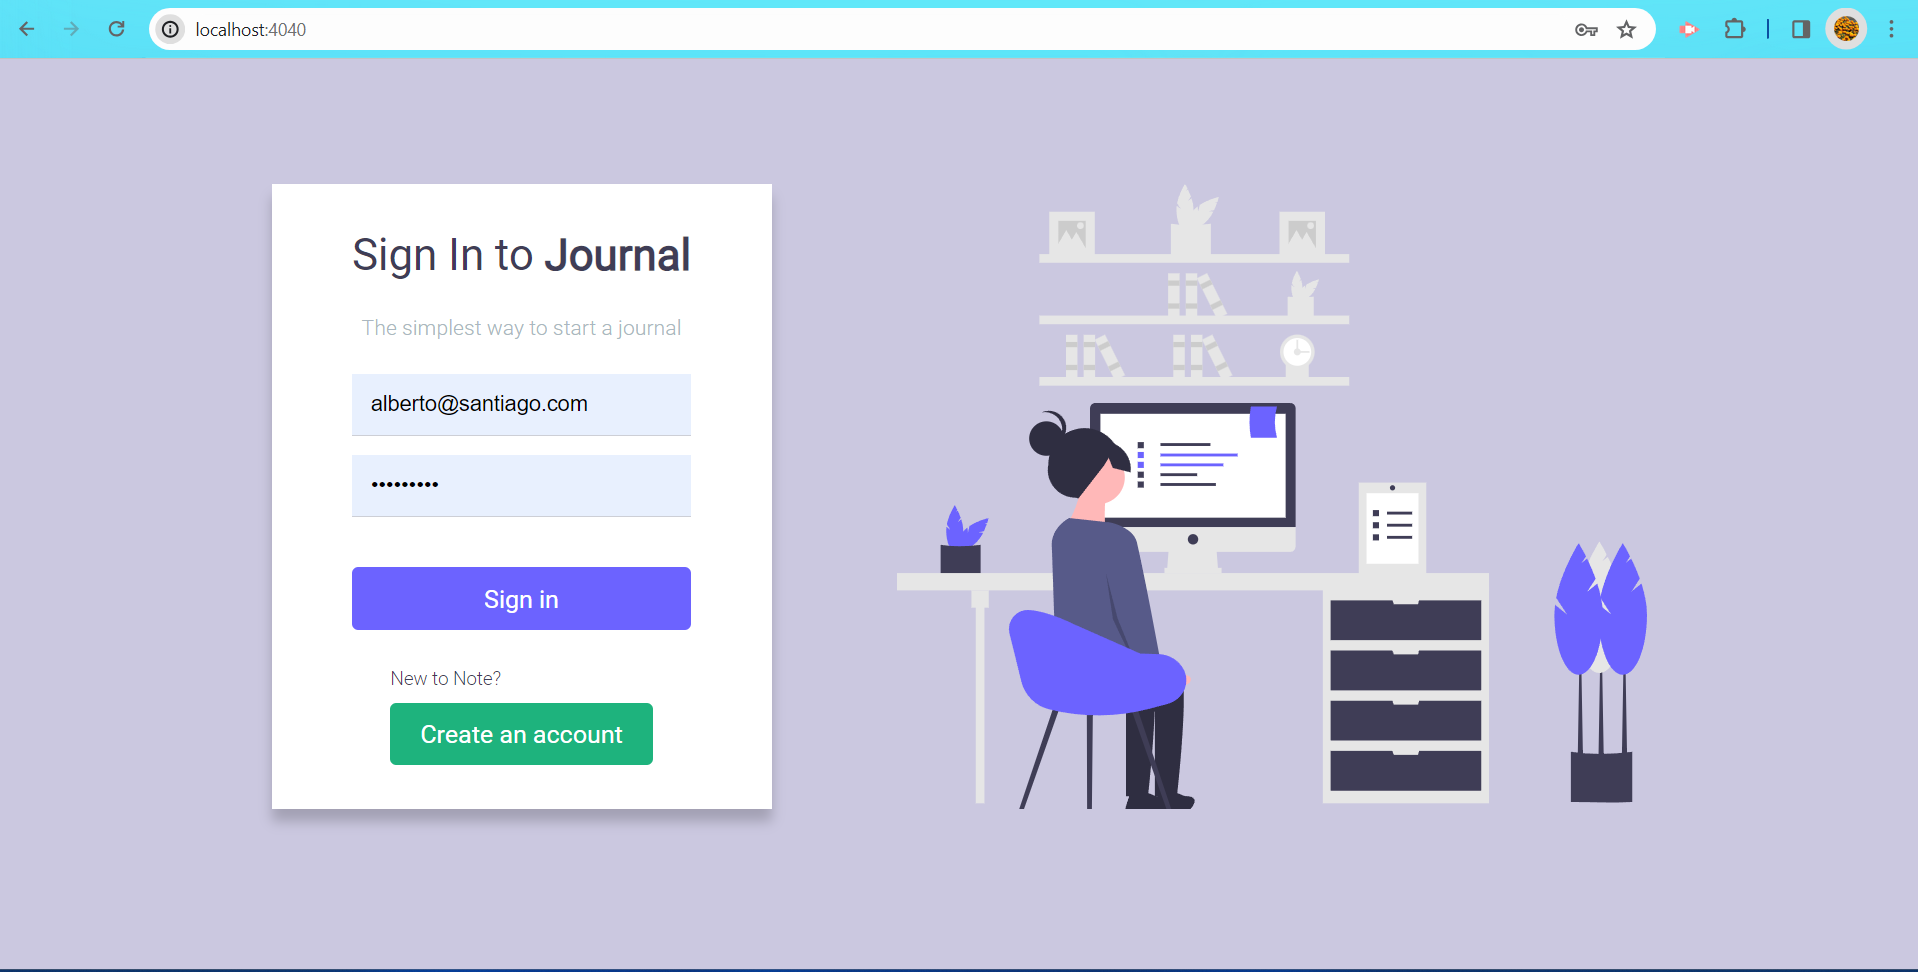 localhost:4040
Sign In to Journal
The simplest way to start a journal
alberto@santiago.com
•••••••••
Sign in
New to Note?
Create an account